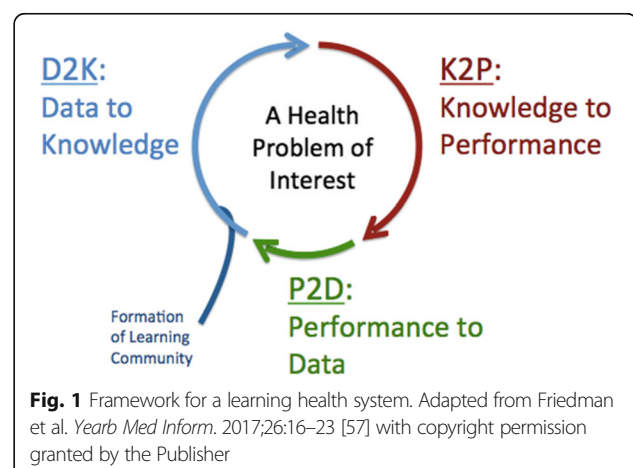 D2K:
Data to
Knowledge
A Health
Problem of
Interest
K2P:
Knowledge to
Performance
P2D:
Performance to
Data
Formation
of Learning
Community
Fig. 1 Framework for a learning health system. Adapted from Friedman
et al. Yearb Med Inform. 2017;26:16–23 [57] with copyright permission
granted by the Publisher